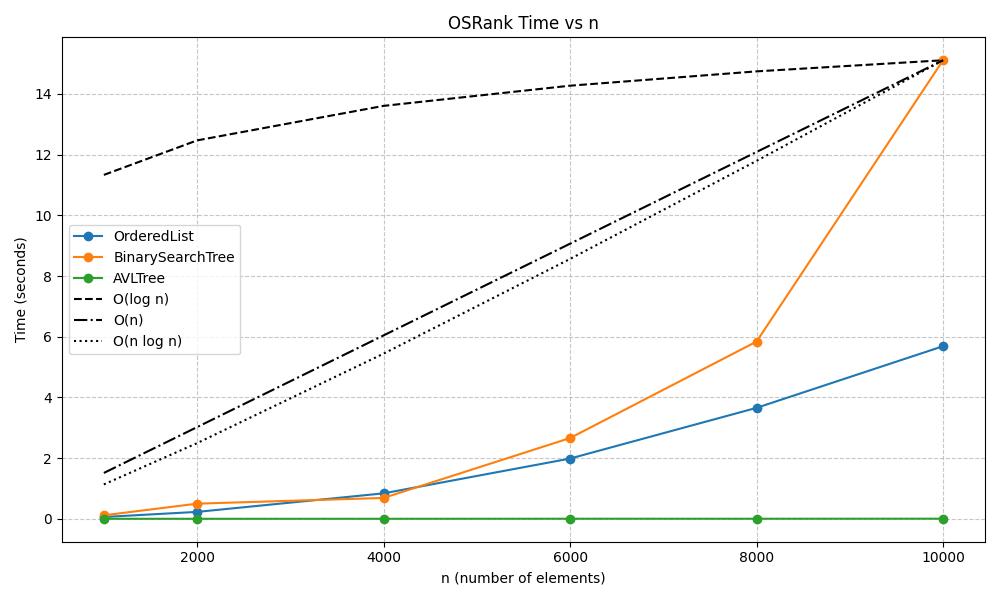 OSRank Time vs n
Time (seconds)
14
12
10
8
6
4
2
0
OrderedList
BinarySearchTree
AVLTree
O(log n)
O(n)
O(n log n)
2000
4000
6000
8000
10000
n (number of elements)